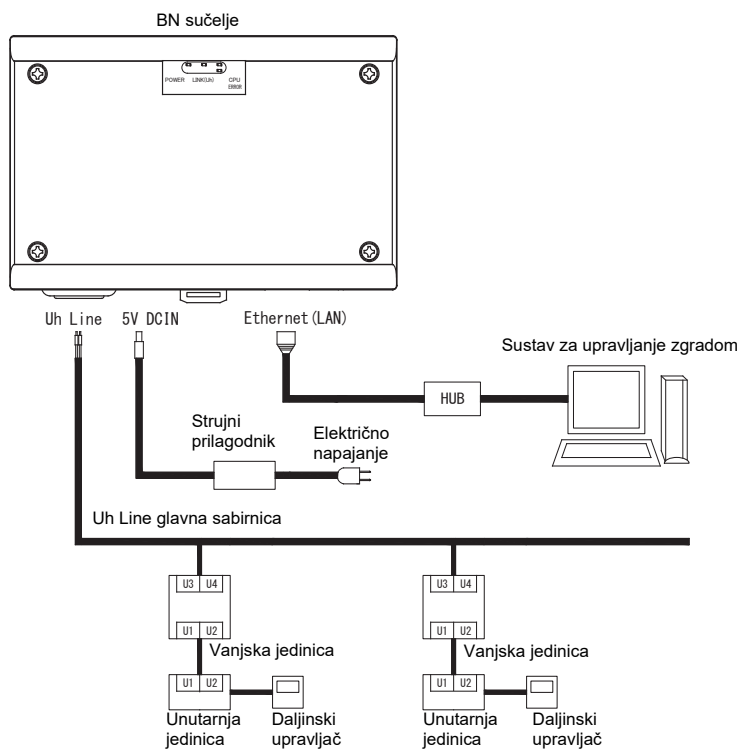 BN sučelje
POWER LINK(Uh) CPU
ERROR
Uh Line 5V DCIN Ethernet(LAN)
Sustav za upravljanje zgradom
HUB
Strujni
prilagodnik
Električno
napajanje
Uh Line glavna sabirnica
U3 U4
U1 U2
Vanjska jedinica
U1 U2
Unutarnja
jedinica
Daljinski
upravljač
U3 U4
U1 U2
Vanjska jedinica
U1 U2
Unutarnja
jedinica
Daljinski
upravljač